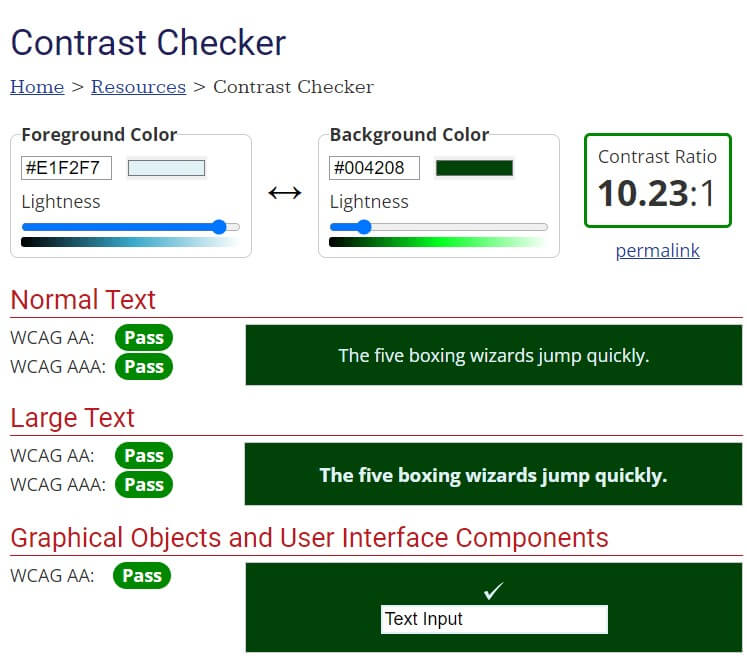 Contrast Checker
Home > Resources > Contrast Checker
Foreground Color
#E1F2F7
Lightness
Background Color
#004208
Lightness
Contrast Ratio
10.23:1
permalink
Normal Text
WCAG AA: Pass
WCAG AAA: Pass
The five boxing wizards jump quickly.
Large Text
WCAG AA: Pass
WCAG AAA: Pass
The five boxing wizards jump quickly.
Graphical Objects and User Interface Components
WCAG AA: Pass
Text Input